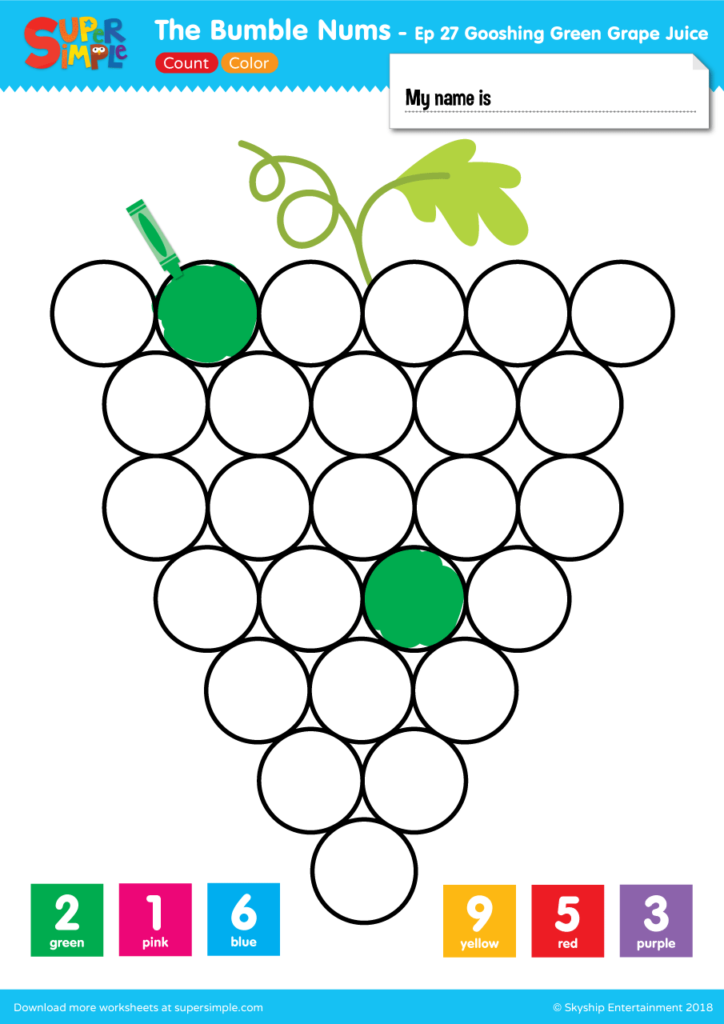 SUPER
SIMPLE
The Bumble Nums - Ep 27 Gooshing Green Grape Juice
Count Color
My name is
2 1 6 9 5 3
green pink blue yellow red purple
Download more worksheets at supersimple.com © Skyship Entertainment 2018